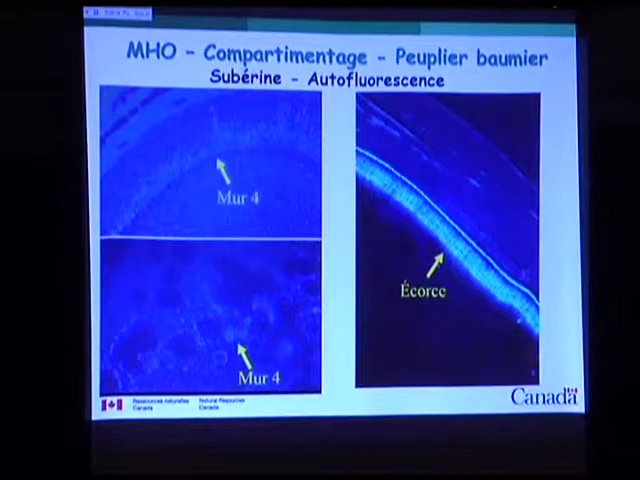 MHO - Compartimentage - Peuplier baumier
Subérine - Autofluorescence
Mur 4
Mur 4
Écorce
Ressources naturelles
Canada
Natural Resources
Canada
Canada